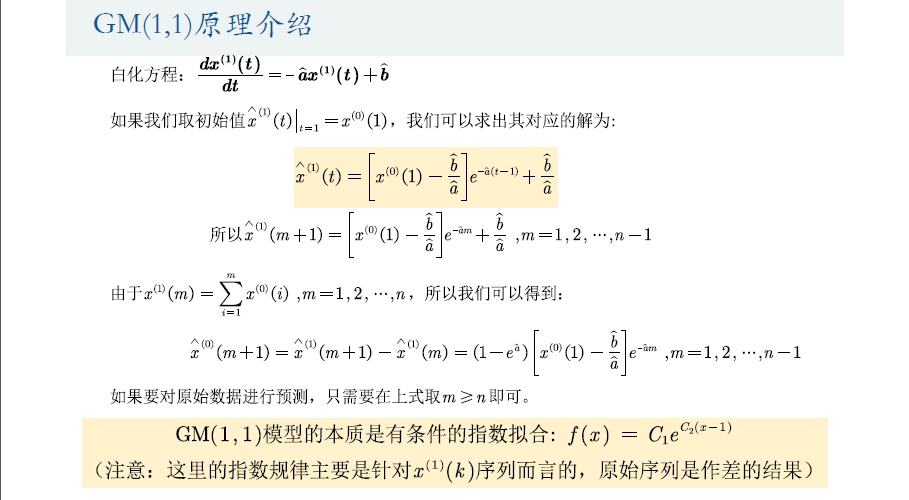 GM(1,1)原理介绍
白化方程: $\frac{dx^{(1)}(t)}{dt}=-\hat{a}x^{(1)}(t)+\hat{b}$
如果我们取初始值$\hat{x}^{(1)}(t)|_{t=1}=x^{(0)}(1)$，我们可以求出其对应的解为:
$\hat{x}^{(1)}(t)=\left[x^{(0)}(1)-\frac{\hat{b}}{\hat{a}}\right]e^{-\hat{a}(t-1)}+\frac{\hat{b}}{\hat{a}}$
所以$\hat{x}^{(1)}(m+1)=\left[x^{(0)}(1)-\frac{\hat{b}}{\hat{a}}\right]e^{-\hat{a}m}+\frac{\hat{b}}{\hat{a}}$ ,m=1,2,⋯,n-1
由于$x^{(1)}(m)=\sum_{i=1}^{m}x^{(0)}(i)$ ,m=1,2,⋯,n，所以我们可以得到:
$\hat{x}^{(0)}(m+1)=\hat{x}^{(1)}(m+1)-\hat{x}^{(1)}(m)=(1-e^{\hat{a}})\left[x^{(0)}(1)-\frac{\hat{b}}{\hat{a}}\right]e^{-\hat{a}m}$ ,m=1,2,⋯,n-1
如果要对原始数据进行预测，只需要在上式取m⩾n即可。
GM(1,1)模型的本质是有条件的指数拟合: $f(x)=C_1e^{C_2(x-1)}$
（注意：这里的指数规律主要是针对$x^{(1)}(k)$序列而言的，原始序列是作差的结果）